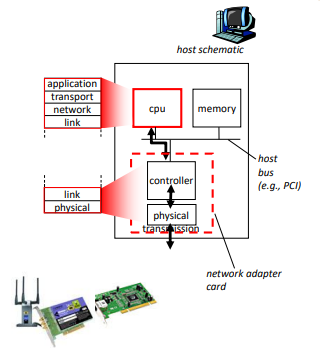 host schematic
application
transport
network
link
cpu
memory
host
bus
(e.g., PCI)
controller
link
physical
physical
transmission
network adapter
card